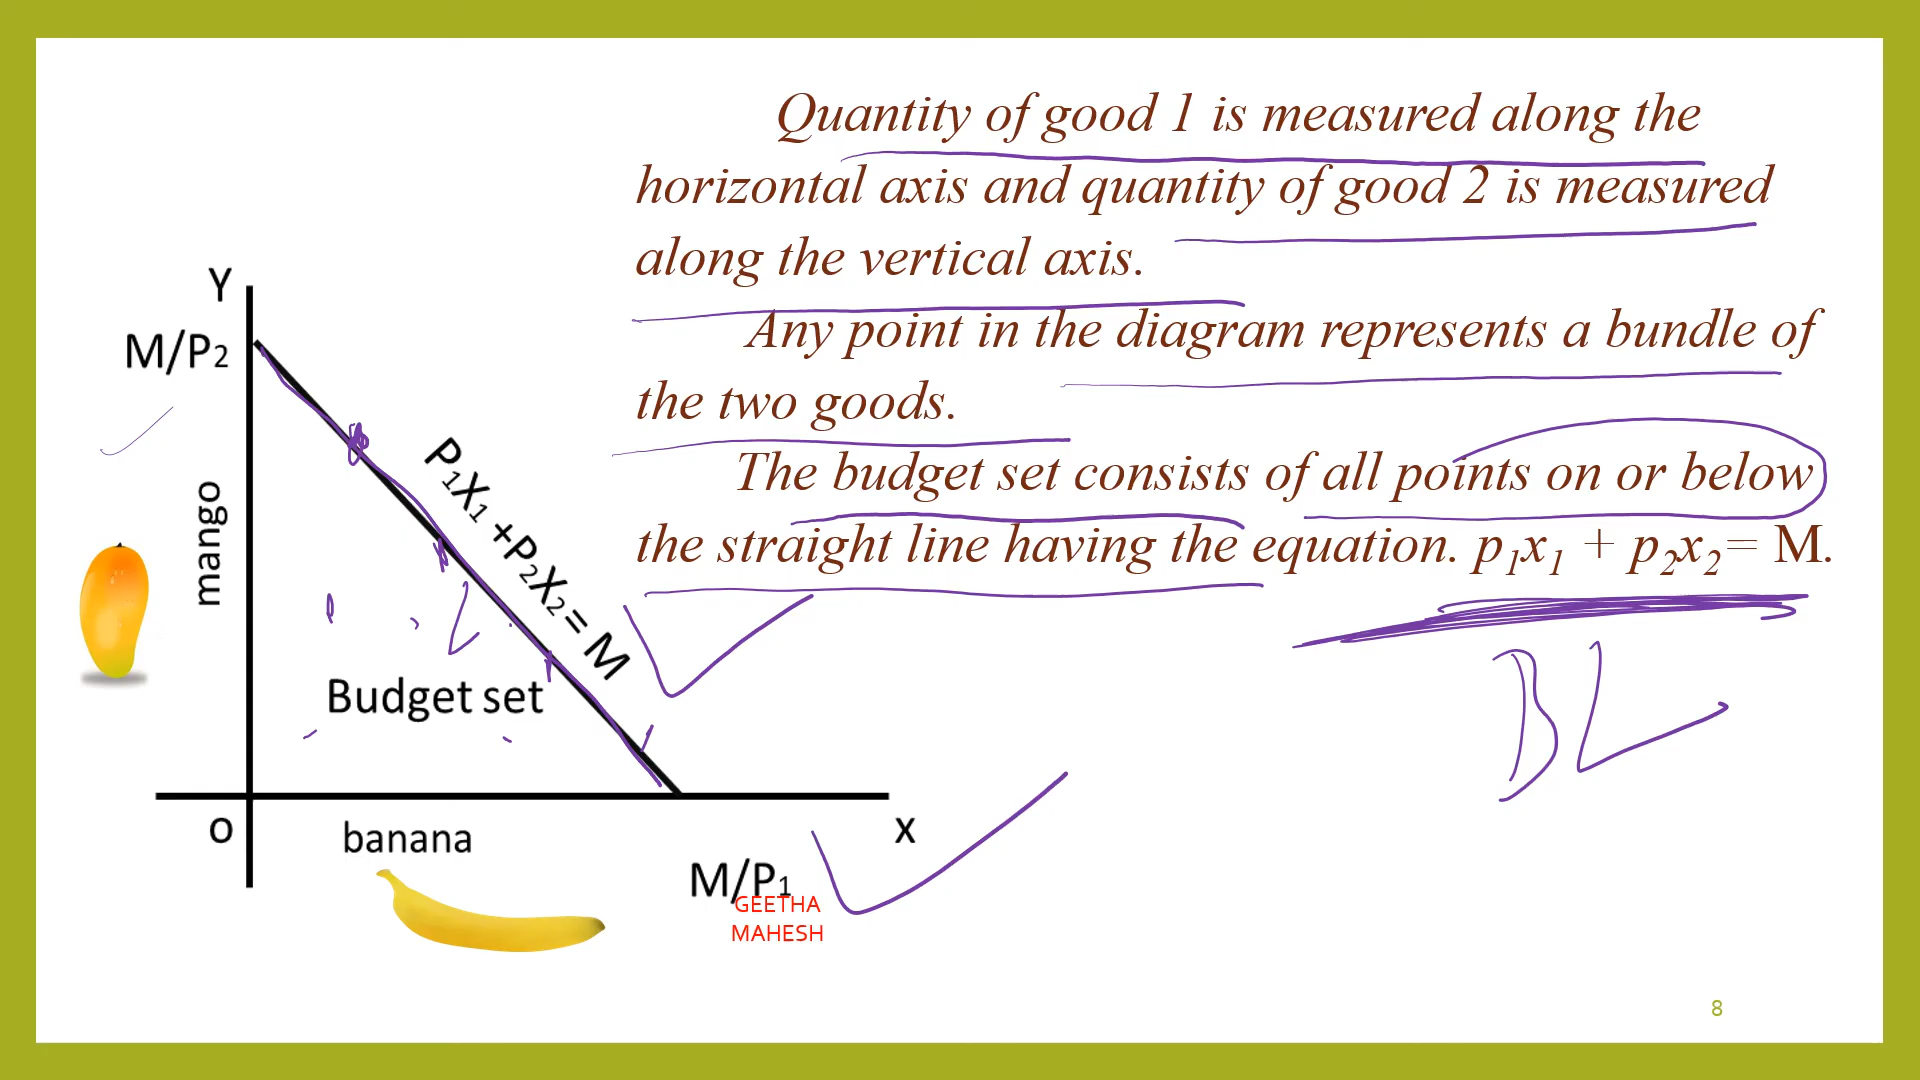 Quantity of good 1 is measured along the
horizontal axis and quantity of good 2 is measured
along the vertical axis.
Any point in the diagram represents a bundle of
the two goods.
The budget set consists of all points on or below
the straight line having the equation. p₁x₁ + p₂x₂= M.
BL
Y
M/P₂
mango
P₁X₁ +P₂X₂= M
Budget set
O
banana
X
M/P₁
GEETHA
MAHESH
8